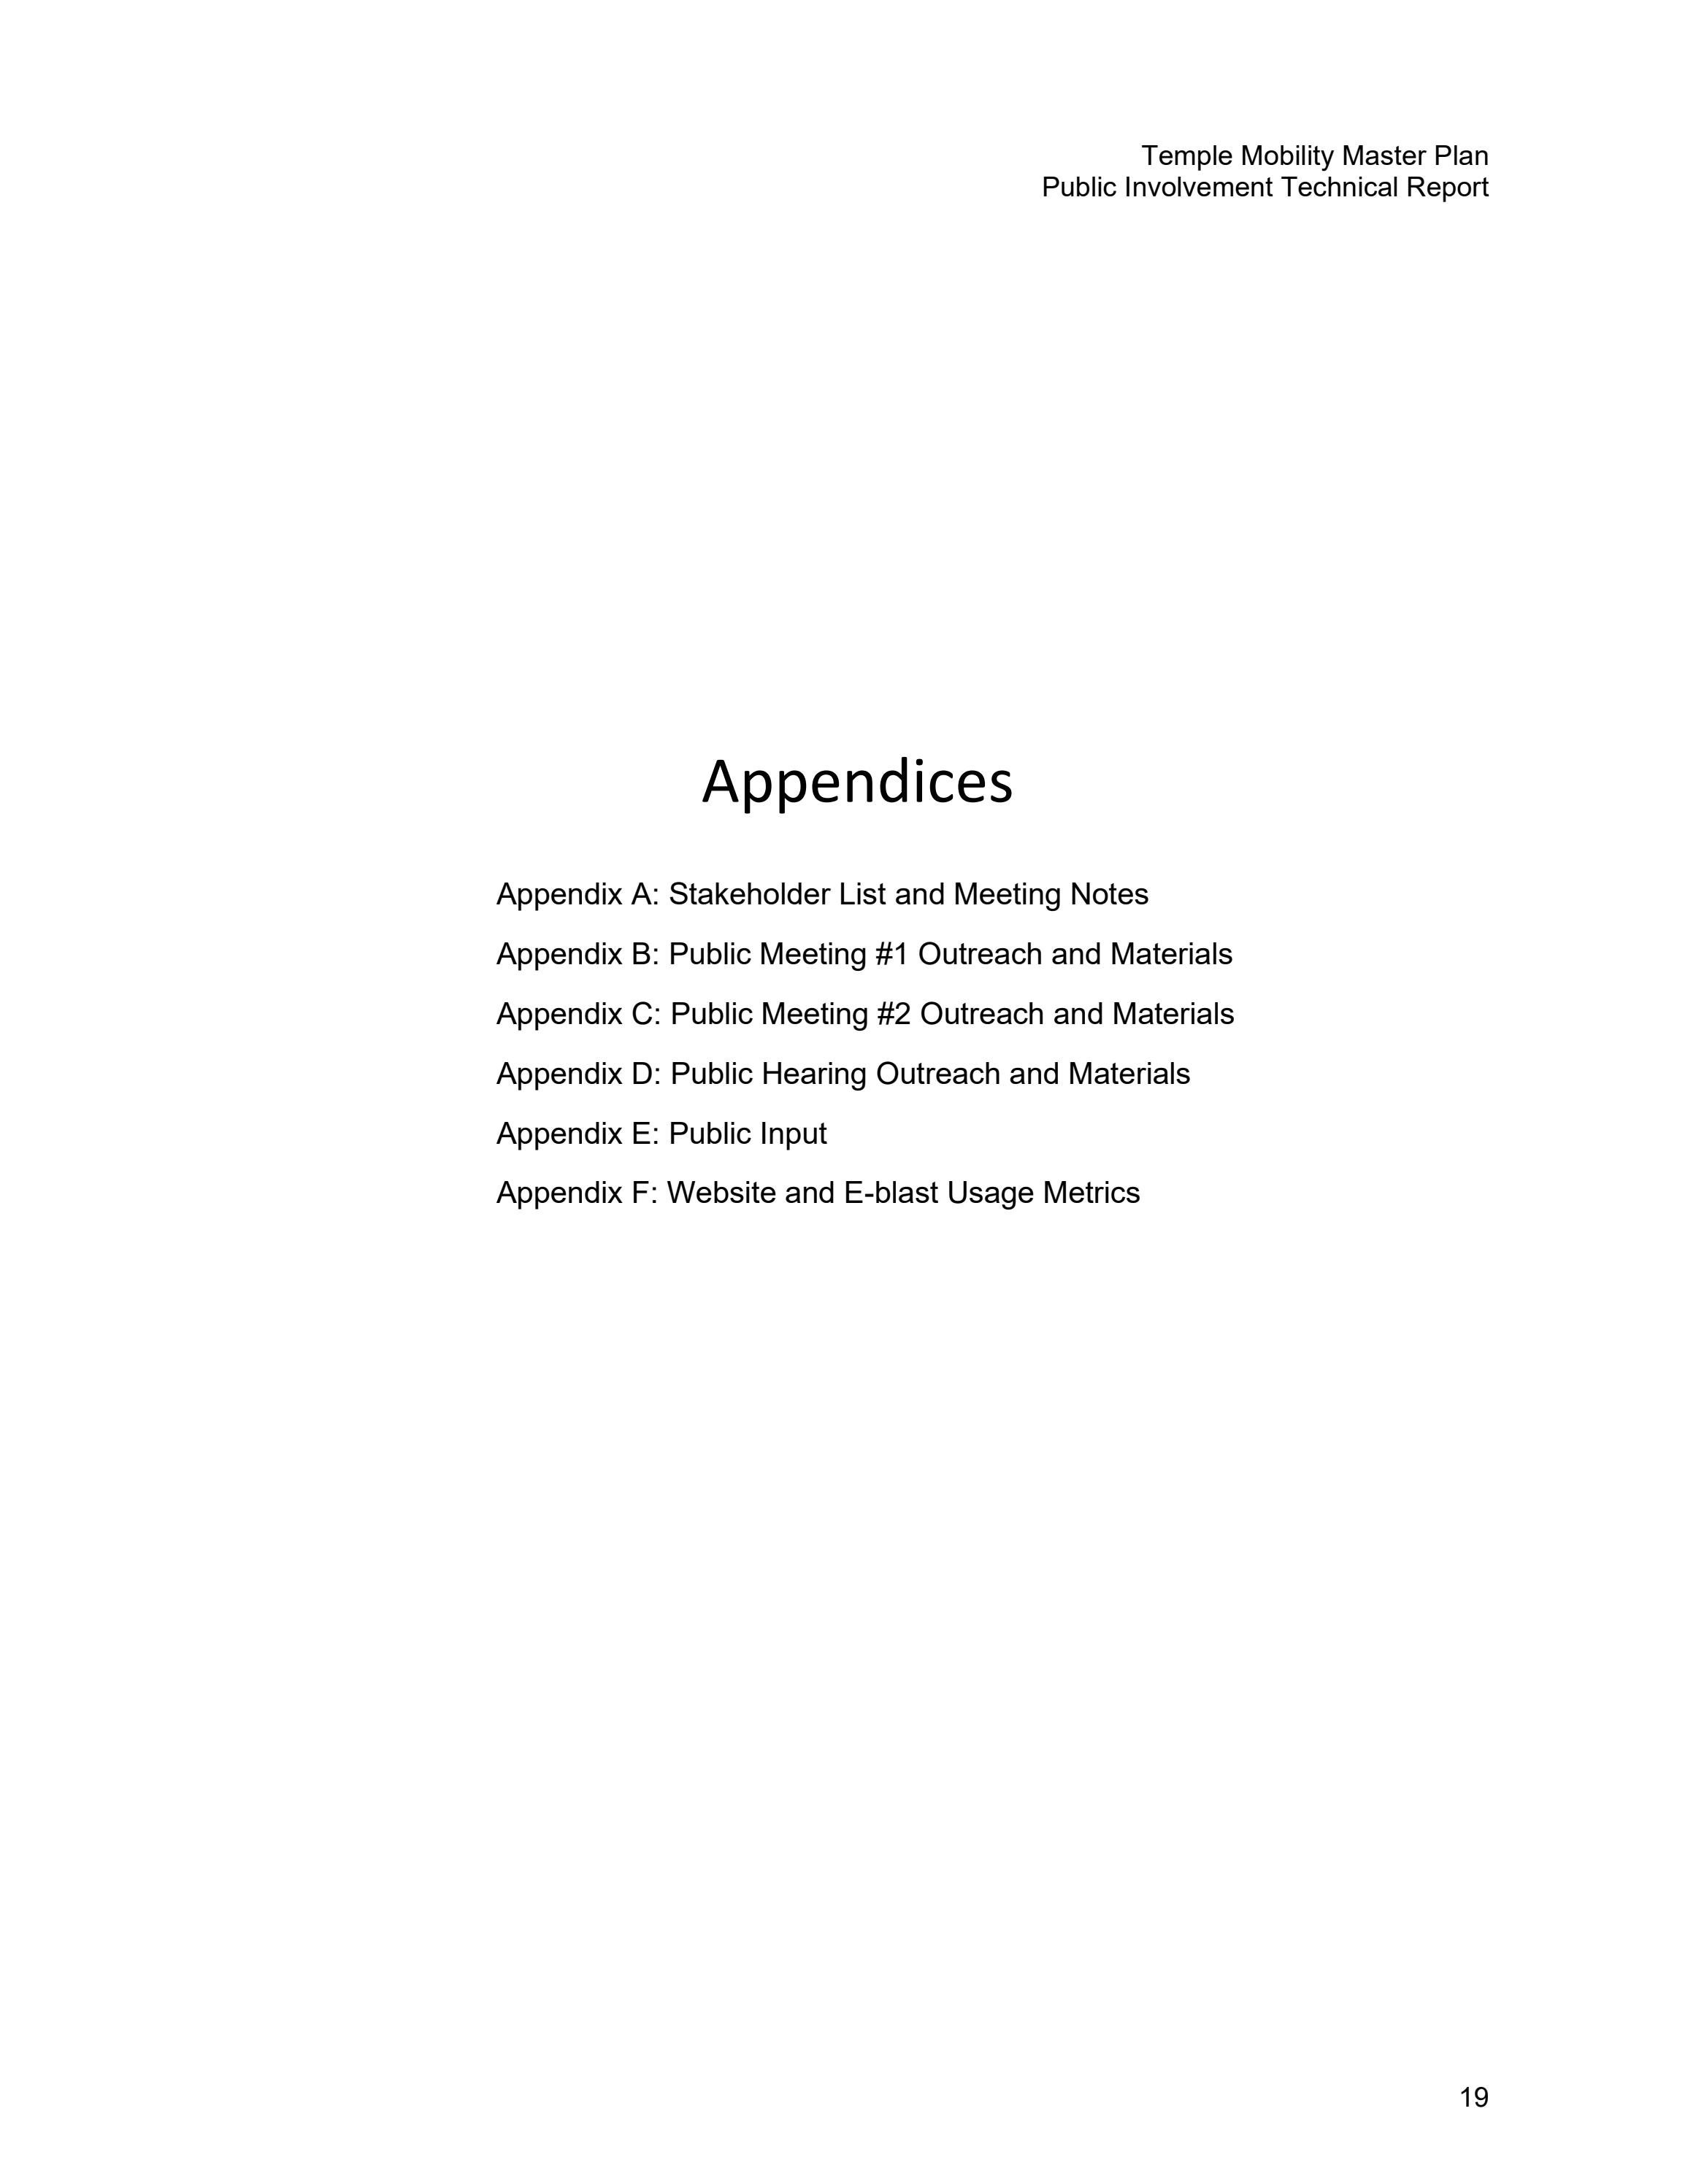 Temple Mobility Master Plan
Public Involvement Technical Report
Appendices
Appendix A: Stakeholder List and Meeting Notes
Appendix B: Public Meeting #1 Outreach and Materials
Appendix C: Public Meeting #2 Outreach and Materials
Appendix D: Public Hearing Outreach and Materials
Appendix E: Public Input
Appendix F: Website and E-blast Usage Metrics
19